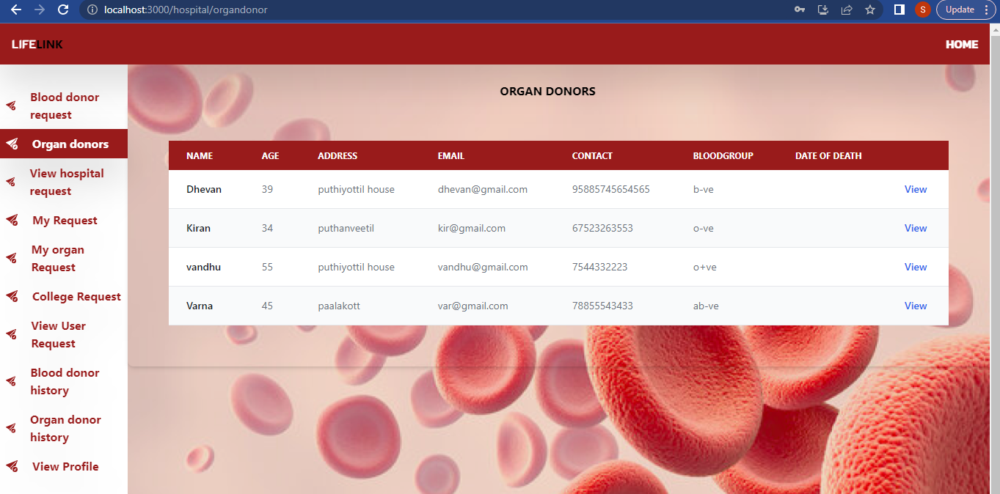 localhost:3000/hospital/organdonor
S
Update
LIFELINK
HOME
Blood donor
request
Organ donors
View hospital
request
My Request
My organ
Request
College Request
View User
Request
Blood donor
history
Organ donor
history
View Profile
ORGAN DONORS
NAME AGE ADDRESS EMAIL CONTACT BLOODGROUP DATE OF DEATH
Dhevan 39 puthiyottil house dhevan@gmail.com 95885745654565 b-ve View
Kiran 34 puthanveetil kir@gmail.com 67523263553 o-ve View
vandhu 55 puthiyottil house vandhu@gmail.com 7544332223 o+ve View
Varna 45 paalakott var@gmail.com 78855543433 ab-ve View